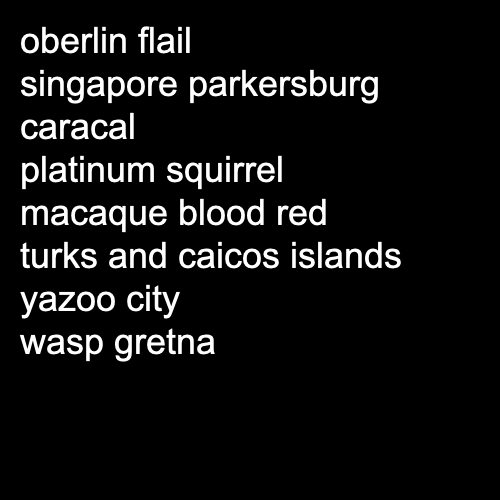 oberlin flail
singapore parkersburg
caracal
platinum squirrel
macaque blood red
turks and caicos islands
yazoo city
wasp gretna